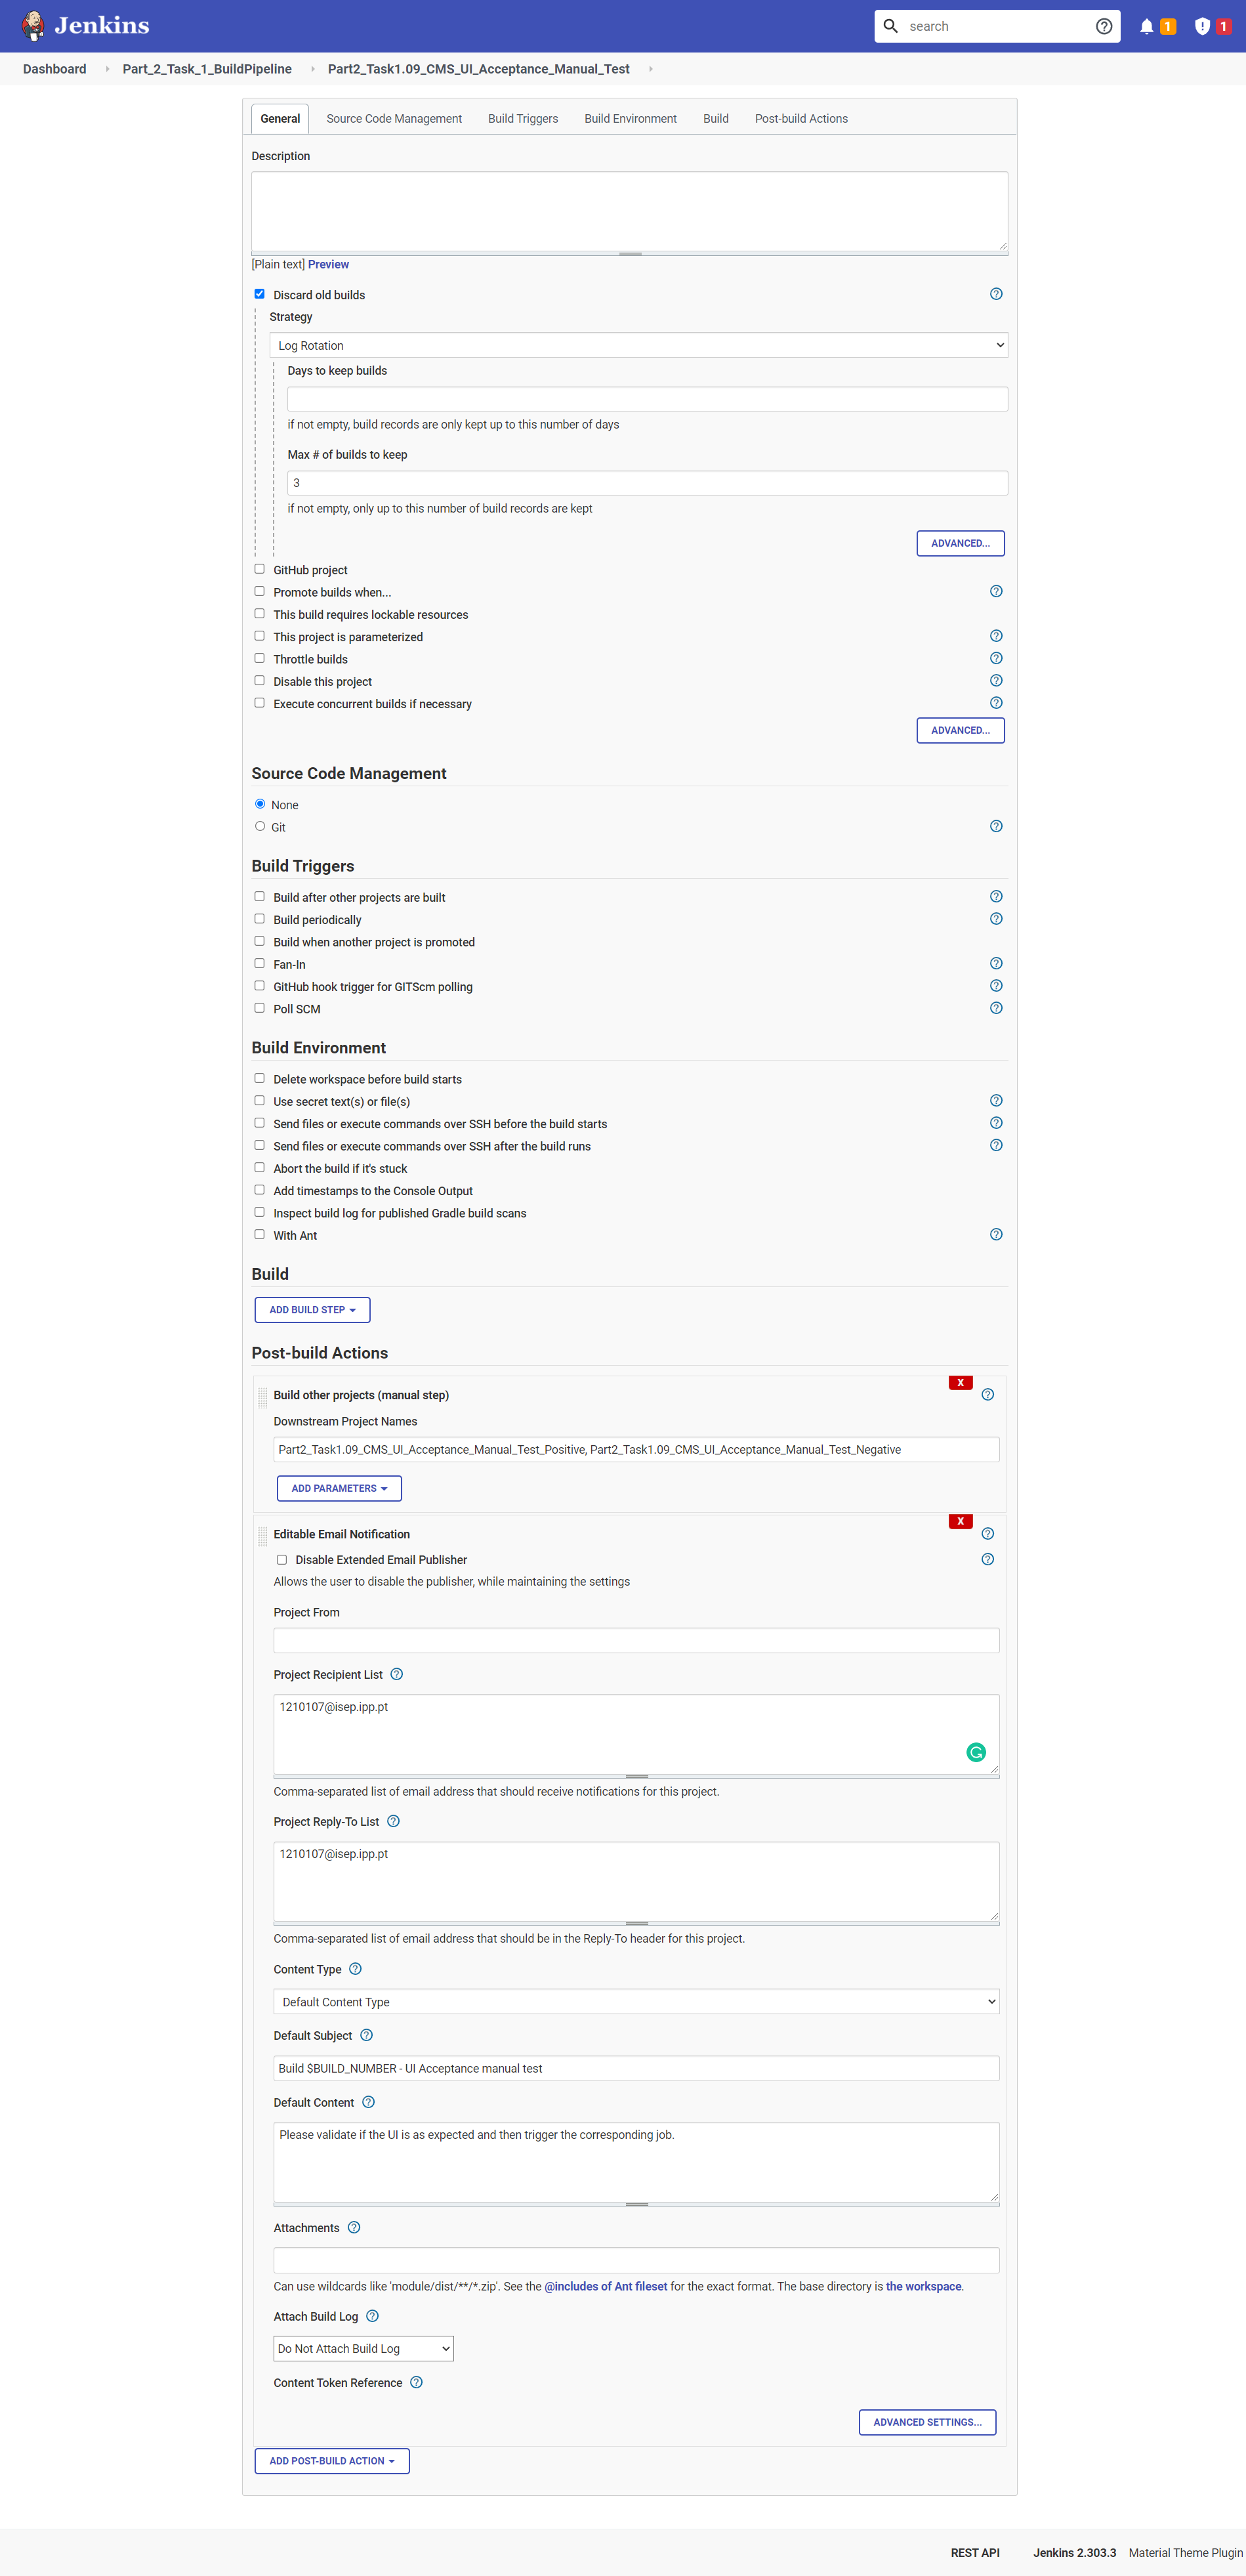 Jenkins
search
1
1
Dashboard
Part_2_Task_1_BuildPipeline
Part2_Task1.09_CMS_UI_Acceptance_Manual_Test
General
Source Code Management
Build Triggers
Build Environment
Build
Post-build Actions
Description
[Plain text] Preview
Discard old builds
Strategy
Log Rotation
Days to keep builds
if not empty, build records are only kept up to this number of days
Max # of builds to keep
3
if not empty, only up to this number of build records are kept
ADVANCED...
GitHub project
Promote builds when...
This build requires lockable resources
This project is parameterized
Throttle builds
Disable this project
Execute concurrent builds if necessary
ADVANCED...
Source Code Management
None
Git
Build Triggers
Build after other projects are built
Build periodically
Build when another project is promoted
Fan-In
GitHub hook trigger for GITScm polling
Poll SCM
Build Environment
Delete workspace before build starts
Use secret text(s) or file(s)
Send files or execute commands over SSH before the build starts
Send files or execute commands over SSH after the build runs
Abort the build if it's stuck
Add timestamps to the Console Output
Inspect build log for published Gradle build scans
With Ant
Build
ADD BUILD STEP
Post-build Actions
X
Build other projects (manual step)
Downstream Project Names
Part2_Task1.09_CMS_UI_Acceptance_Manual_Test_Positive, Part2_Task1.09_CMS_UI_Acceptance_Manual_Test_Negative
ADD PARAMETERS
X
Editable Email Notification
Disable Extended Email Publisher
Allows the user to disable the publisher, while maintaining the settings
Project From
Project Recipient List
1210107@isep.ipp.pt
Comma-separated list of email address that should receive notifications for this project.
Project Reply-To List
1210107@isep.ipp.pt
Comma-separated list of email address that should be in the Reply-To header for this project.
Content Type
Default Content Type
Default Subject
Build $BUILD_NUMBER - UI Acceptance manual test
Default Content
Please validate if the UI is as expected and then trigger the corresponding job.
Attachments
Can use wildcards like 'module/dist/**/*.zip'. See the @includes of Ant fileset for the exact format. The base directory is the workspace.
Attach Build Log
Do Not Attach Build Log
Content Token Reference
ADVANCED SETTINGS...
ADD POST-BUILD ACTION
REST API
Jenkins 2.303.3
Material Theme Plugin